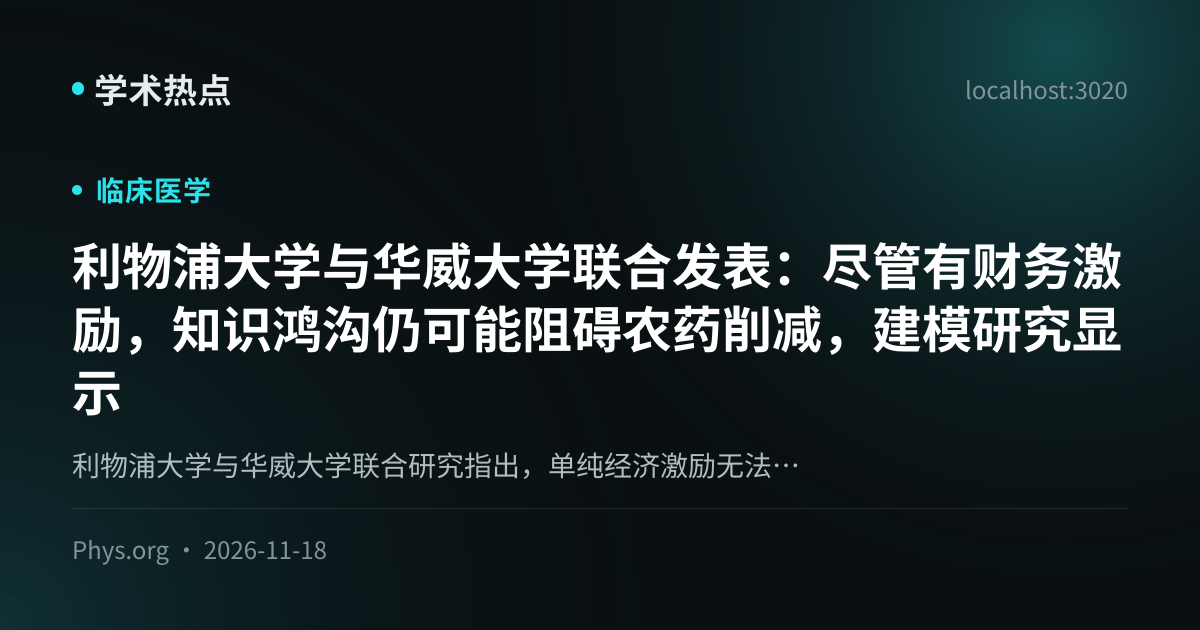 学术热点
localhost:3020
临床医学
利物浦大学与华威大学联合发表：尽管有财务激
励，知识鸿沟仍可能阻碍农药削减，建模研究显
示
利物浦大学与华威大学联合研究指出，单纯经济激励无法…
Phys.org · 2026-11-18